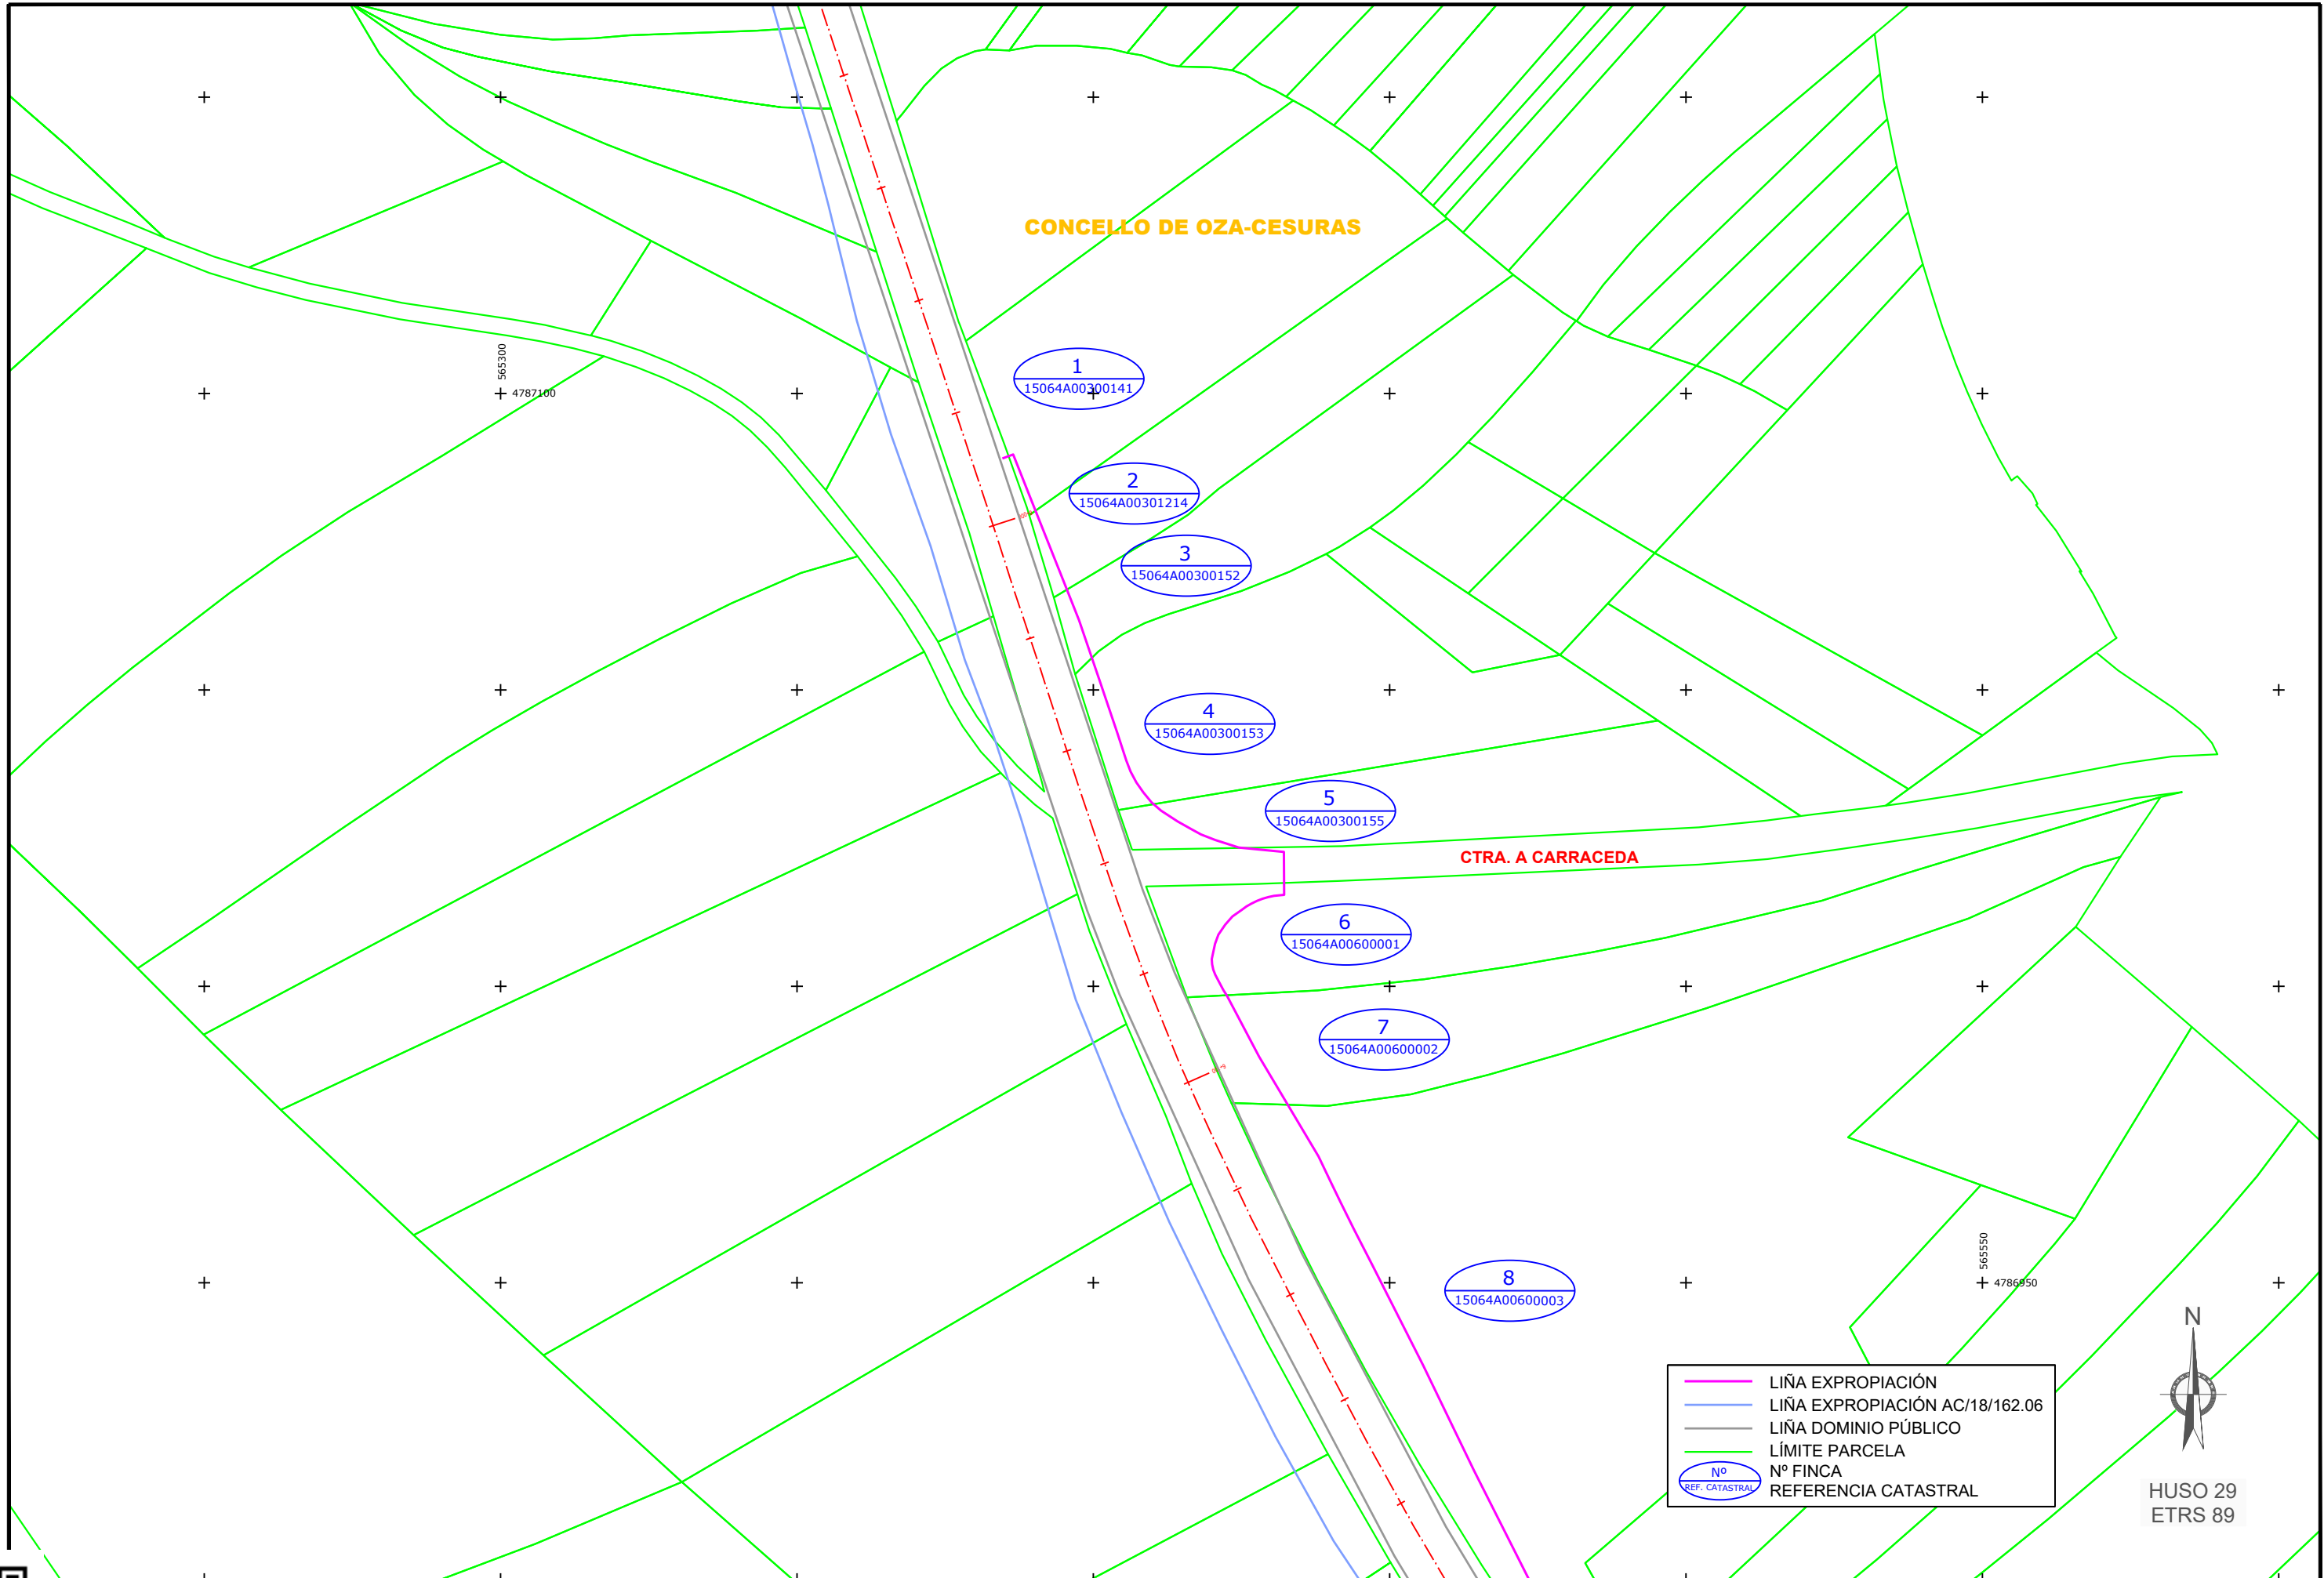 CONCELLO DE OZA-CESURAS
565300
4787100
1
15064A00300141
2
15064A00301214
3
15064A00300152
4
15064A00300153
5
15064A00300155
CTRA. A CARRACEDA
6
15064A00600001
7
15064A00600002
8
15064A00600003
565550
4786950
N
LIÑA EXPROPIACIÓN
LIÑA EXPROPIACIÓN AC/18/162.06
LIÑA DOMINIO PÚBLICO
LÍMITE PARCELA
Nº
REF. CATASTRAL
Nº FINCA
REFERENCIA CATASTRAL
HUSO 29
ETRS 89